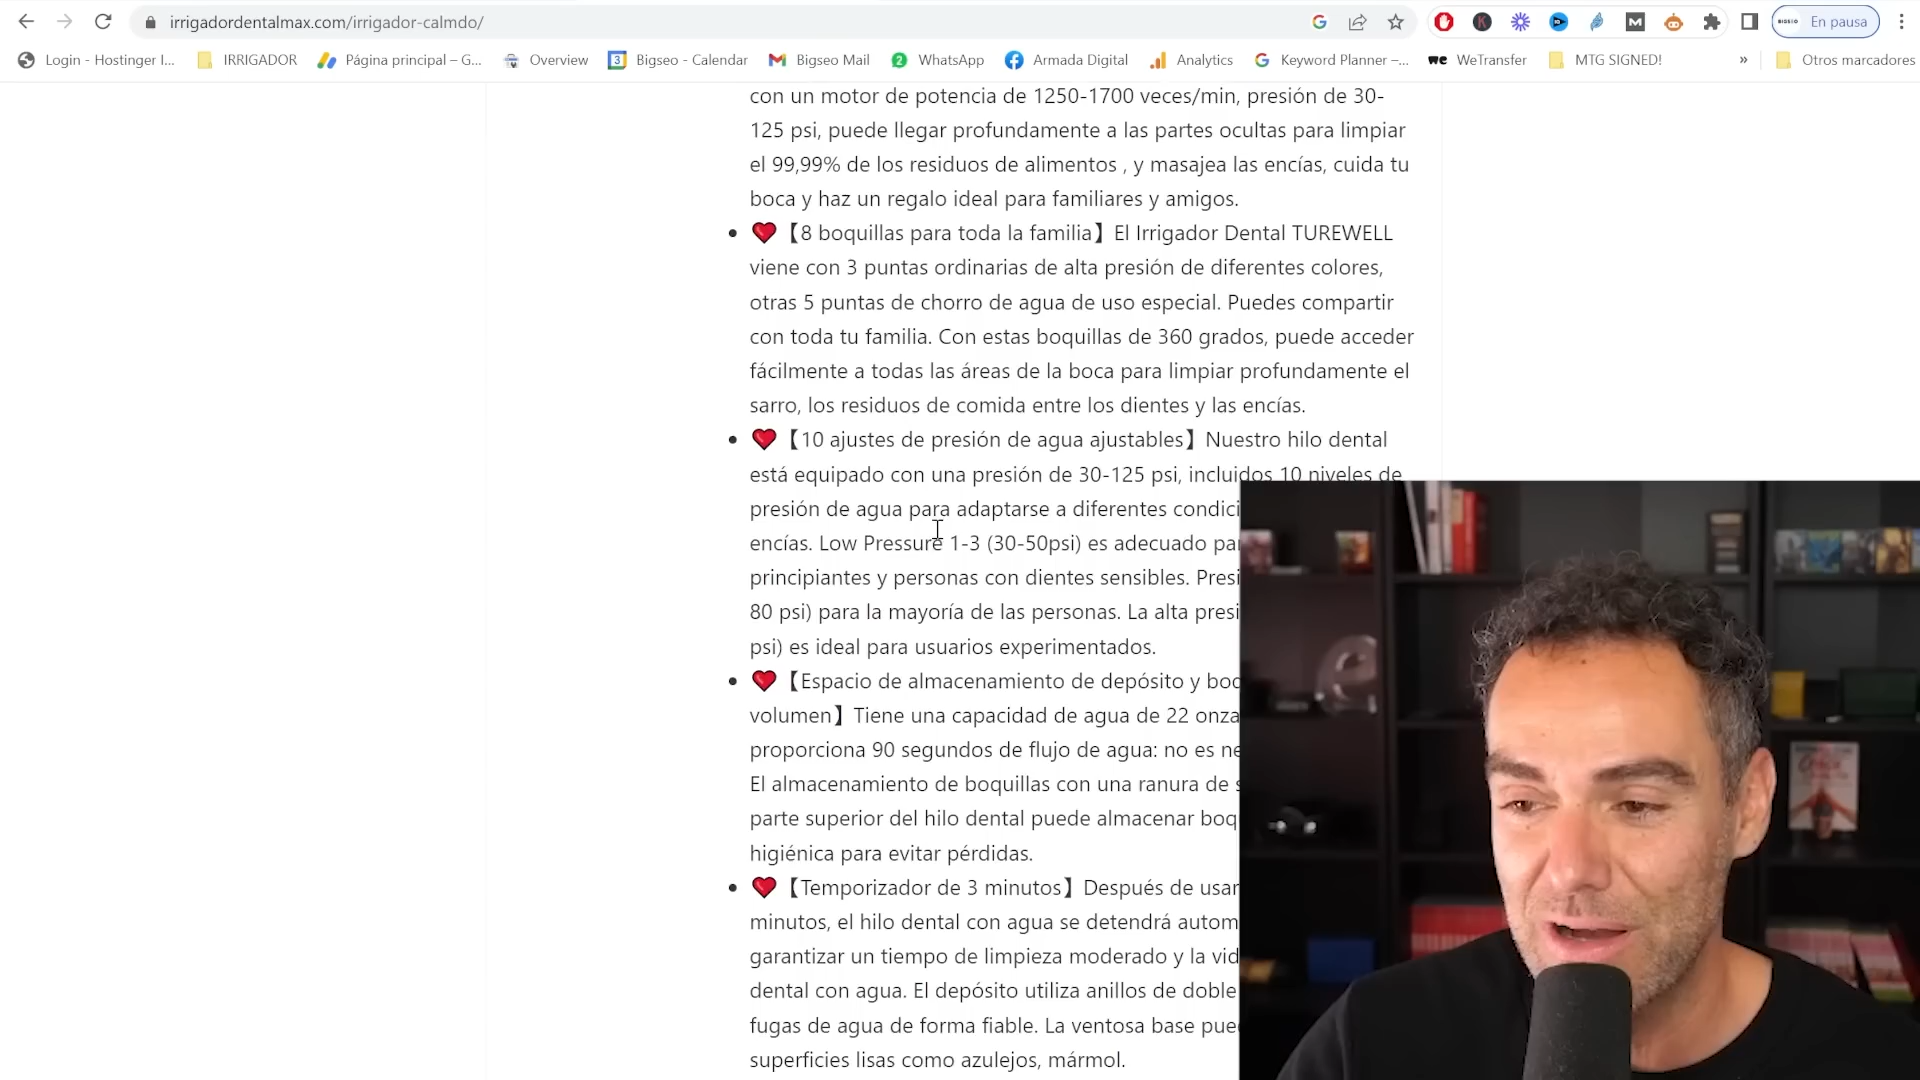 irrigadordentalmax.com/irrigador-calmdo/
En pausa
Login - Hostinger I...
IRRIGADOR
Página principal – G...
Overview
Bigseo - Calendar
Bigseo Mail
WhatsApp
Armada Digital
Analytics
Keyword Planner –...
WeTransfer
MTG SIGNED!
»
Otros marcadores
con un motor de potencia de 1250-1700 veces/min, presión de 30-
125 psi, puede llegar profundamente a las partes ocultas para limpiar
el 99,99% de los residuos de alimentos , y masajea las encías, cuida tu
boca y haz un regalo ideal para familiares y amigos.
• ❤️【8 boquillas para toda la familia】El Irrigador Dental TUREWELL
viene con 3 puntas ordinarias de alta presión de diferentes colores,
otras 5 puntas de chorro de agua de uso especial. Puedes compartir
con toda tu familia. Con estas boquillas de 360 grados, puede acceder
fácilmente a todas las áreas de la boca para limpiar profundamente el
sarro, los residuos de comida entre los dientes y las encías.
• ❤️【10 ajustes de presión de agua ajustables】Nuestro hilo dental
está equipado con una presión de 30-125 psi, incluidos 10 niveles de
presión de agua para adaptarse a diferentes condici
encías. Low Pressure 1-3 (30-50psi) es adecuado par
principiantes y personas con dientes sensibles. Presi
80 psi) para la mayoría de las personas. La alta presi
psi) es ideal para usuarios experimentados.
• ❤️【Espacio de almacenamiento de depósito y boq
volumen】Tiene una capacidad de agua de 22 onza
proporciona 90 segundos de flujo de agua: no es ne
El almacenamiento de boquillas con una ranura de s
parte superior del hilo dental puede almacenar boqu
higiénica para evitar pérdidas.
• ❤️【Temporizador de 3 minutos】Después de usar
minutos, el hilo dental con agua se detendrá autom
garantizar un tiempo de limpieza moderado y la vid
dental con agua. El depósito utiliza anillos de doble
fugas de agua de forma fiable. La ventosa base pue
superficies lisas como azulejos, mármol.